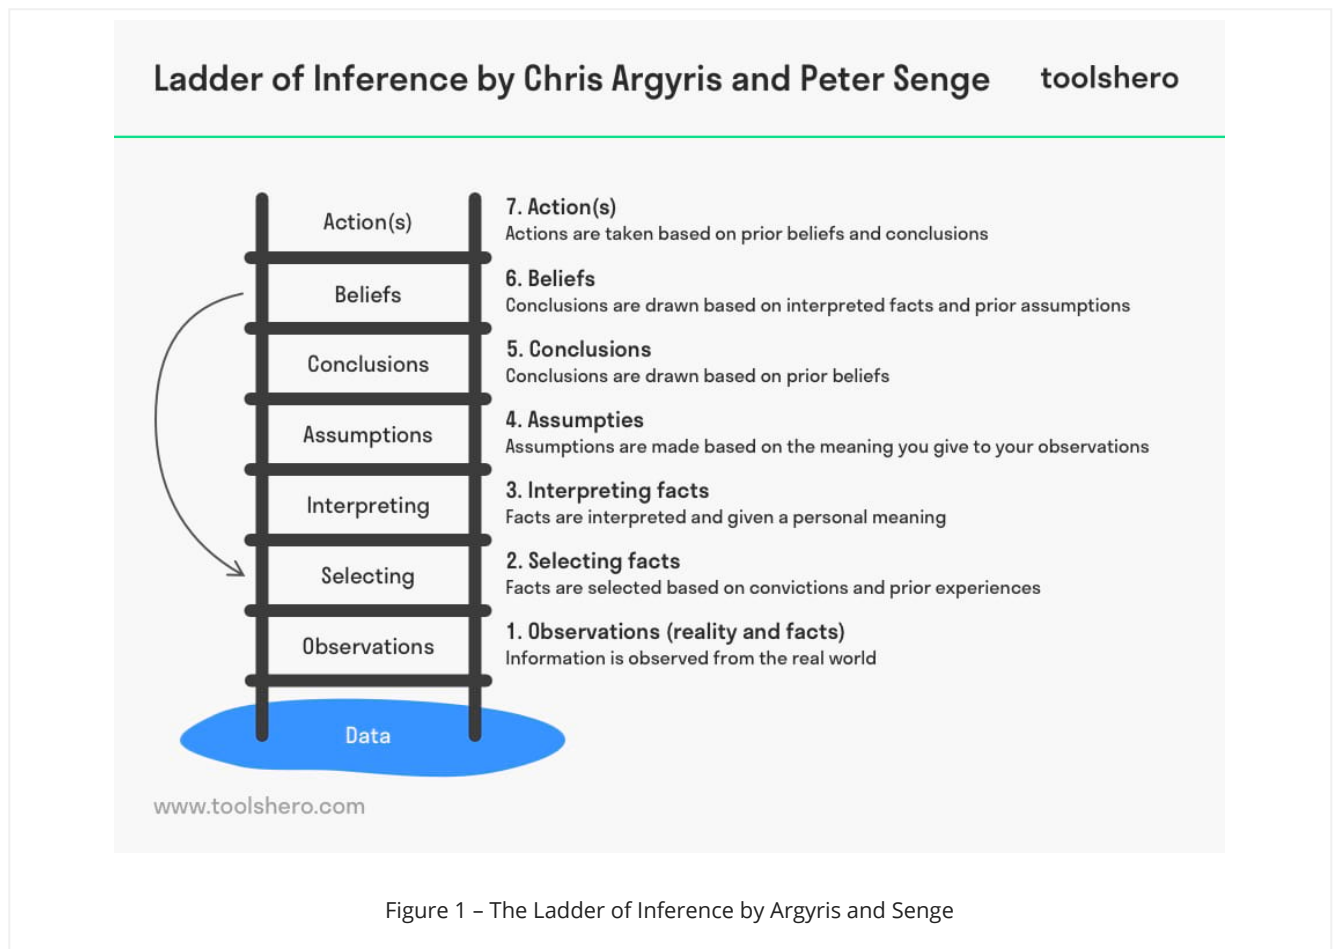 Ladder of Inference by Chris Argyris and Peter Senge
toolshero
Action(s)
Beliefs
Conclusions
Assumptions
Interpreting
Selecting
Observations
Data
7. Action(s)
Actions are taken based on prior beliefs and conclusions
6. Beliefs
Conclusions are drawn based on interpreted facts and prior assumptions
5. Conclusions
Conclusions are drawn based on prior beliefs
4. Assumpties
Assumptions are made based on the meaning you give to your observations
3. Interpreting facts
Facts are interpreted and given a personal meaning
2. Selecting facts
Facts are selected based on convictions and prior experiences
1. Observations (reality and facts)
Information is observed from the real world
www.toolshero.com
Figure 1 – The Ladder of Inference by Argyris and Senge